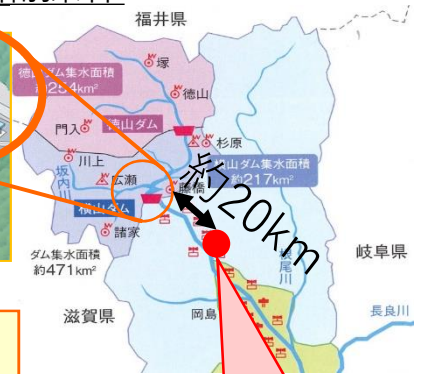 福井県
徳山ダム集水面積
約254km²
塚
徳山
門入
徳山ダム
杉原
川上
横山ダム集水面積
約217km²
坂内川
広瀬
藤橋
横山ダム
約20km
諸家
ダム集水面積
約471km²
根尾川
岐阜県
滋賀県
岡島
長良川